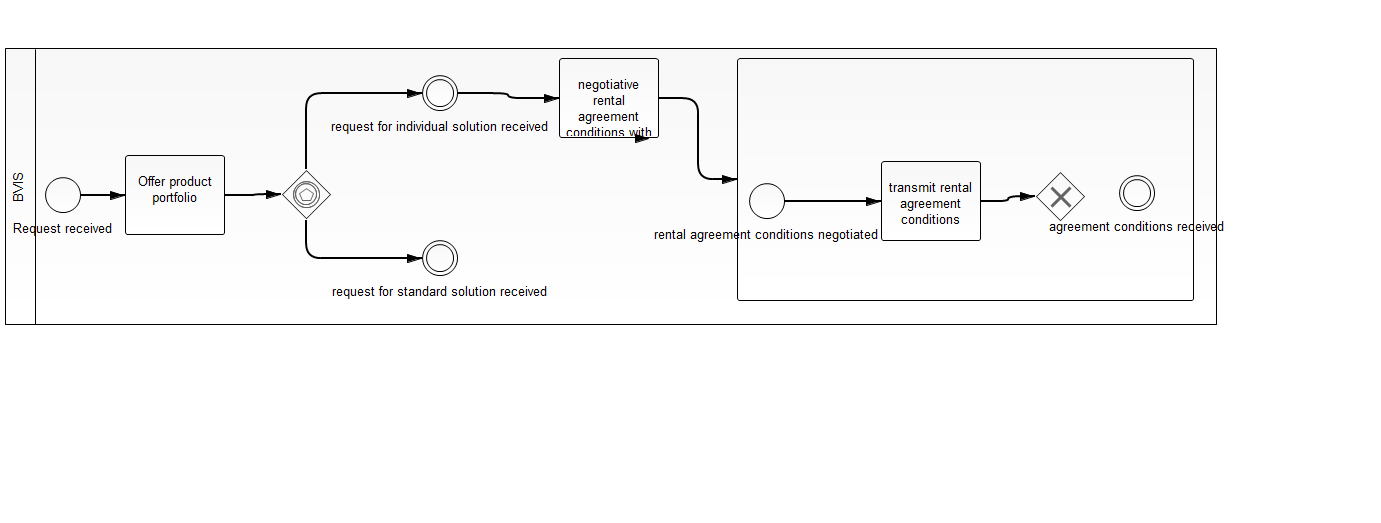 BVIS
Request received
Offer product
portfolio
request for individual solution received
request for standard solution received
negotiative
rental
agreement
conditions with
rental agreement conditions negotiated
transmit rental
agreement
conditions
agreement conditions received